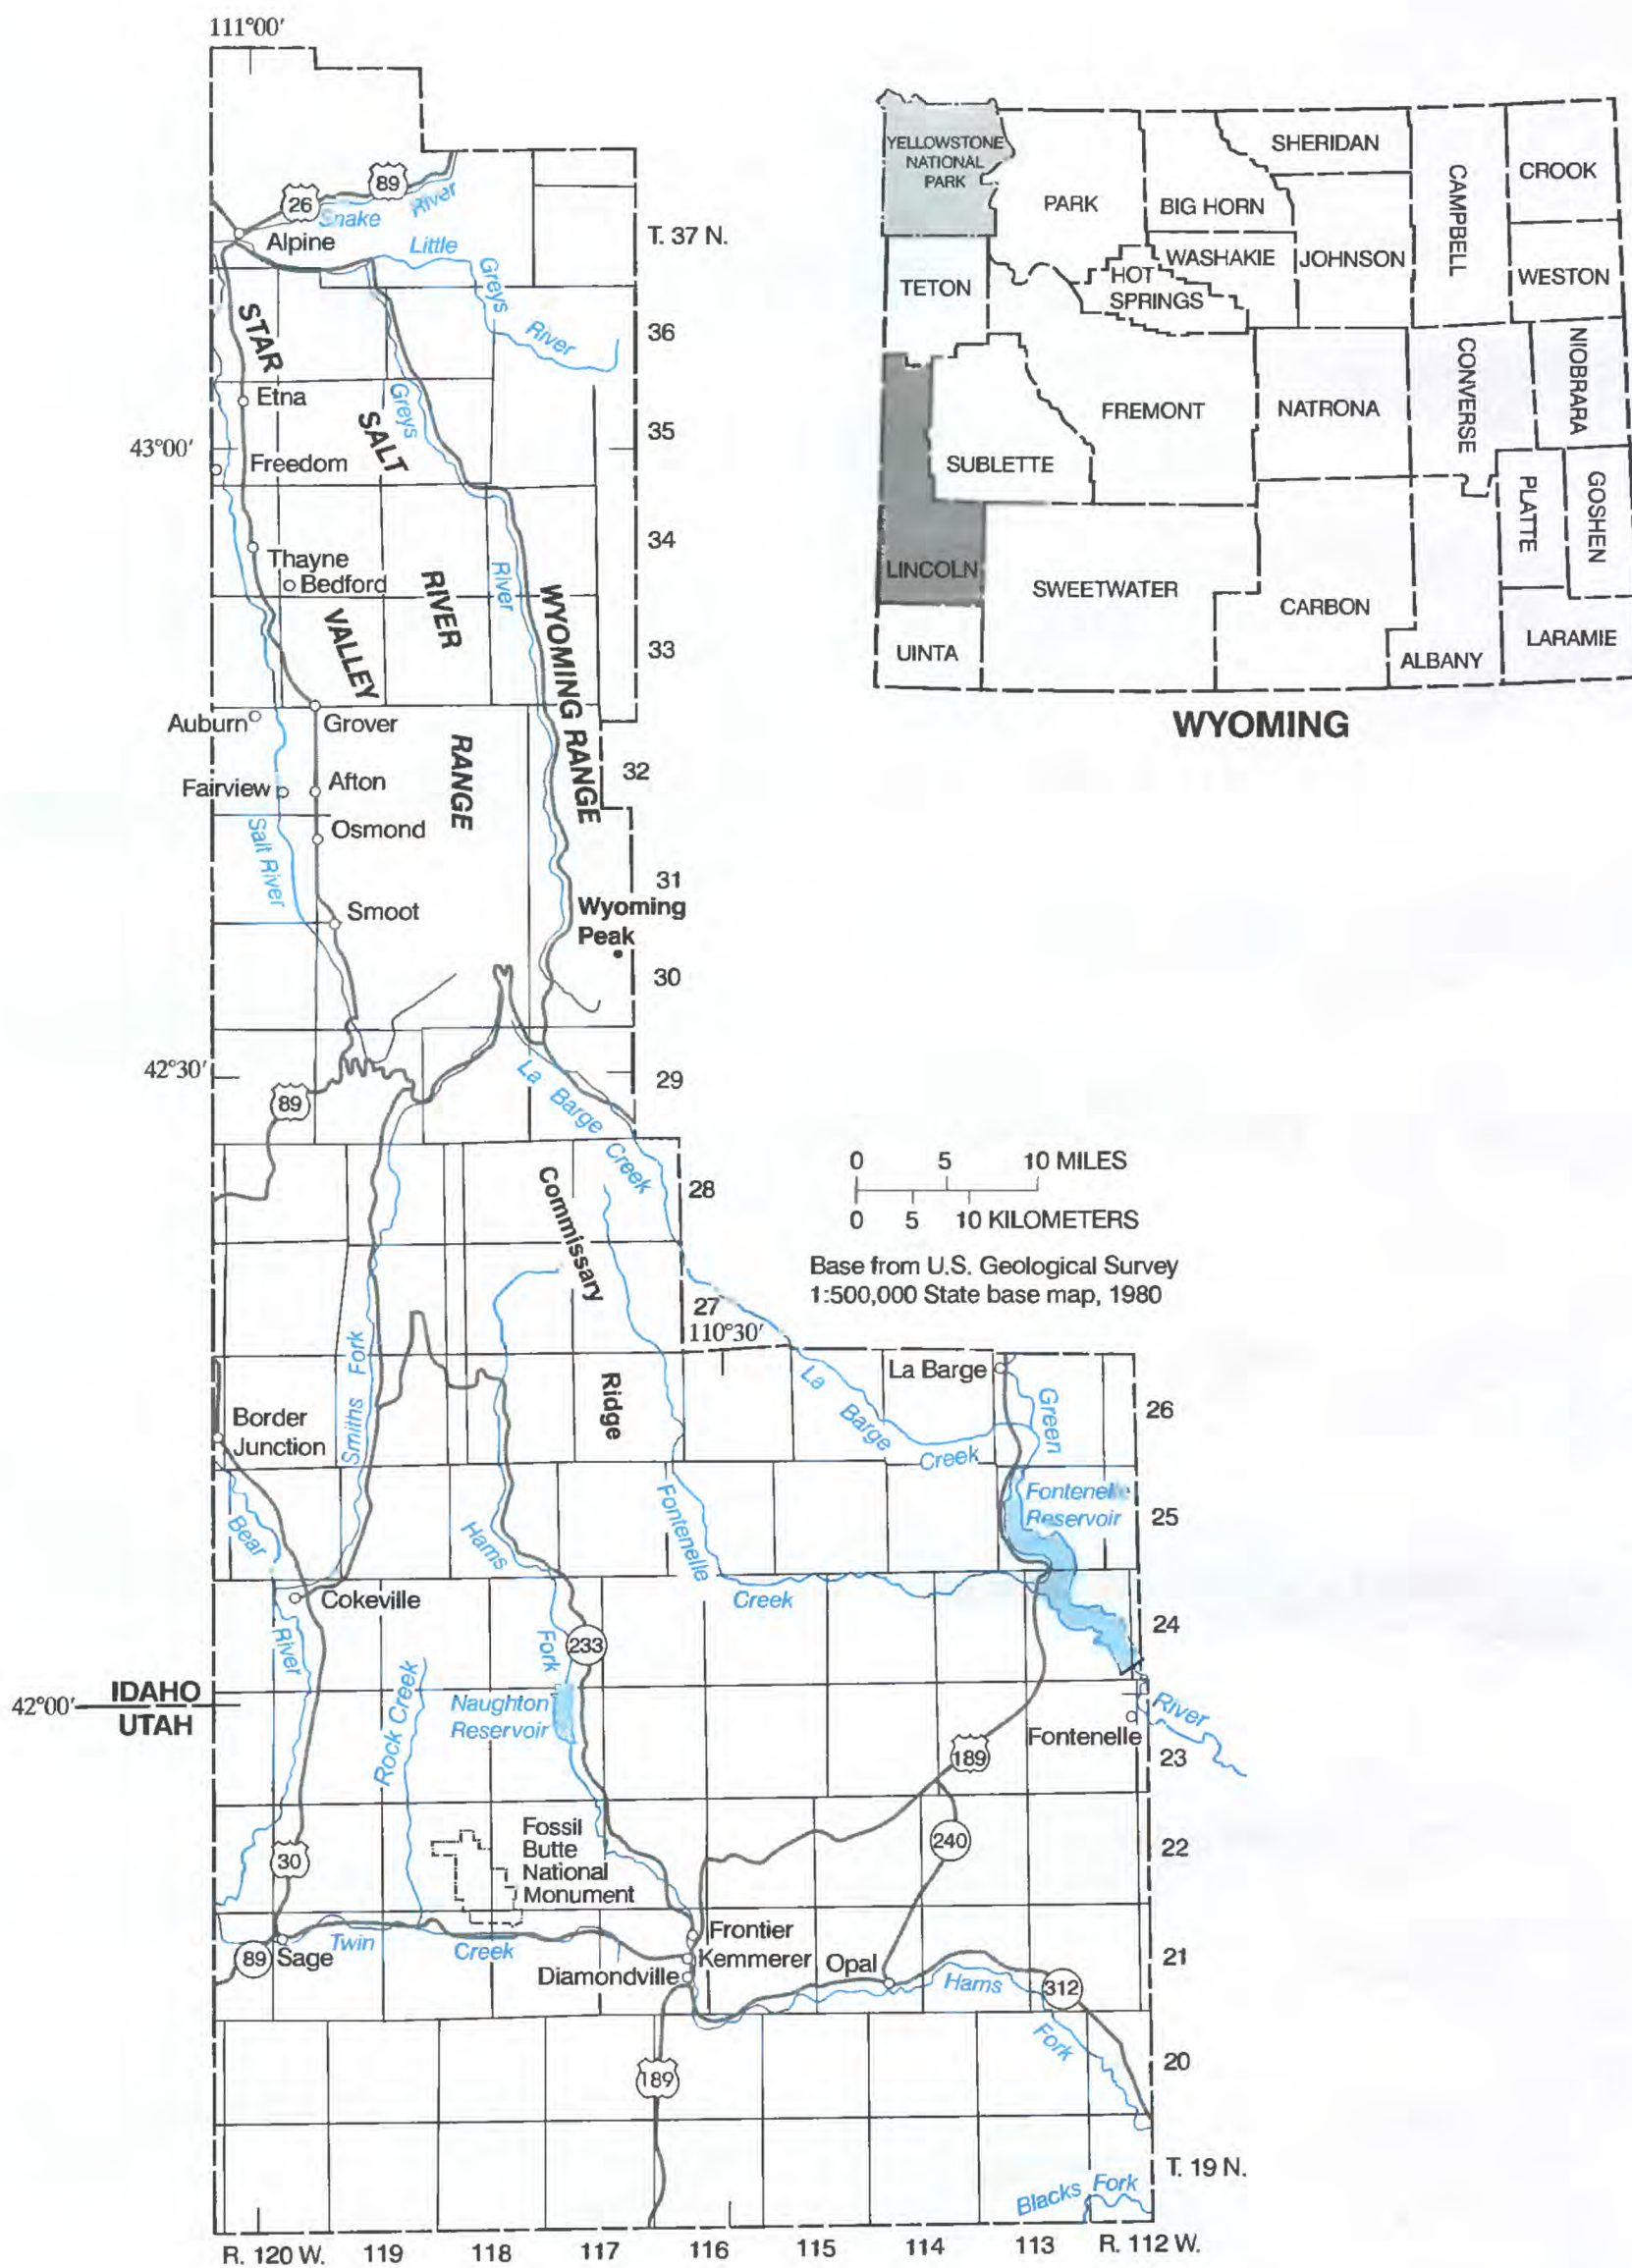 111°00'
26
89
Snake River
Alpine
Little Greys River
T. 37 N.
36
35
34
33
32
31
30
29
28
27
STAR
VALLEY
SALT
RIVER
RANGE
WYOMING RANGE
Greys
River
Etna
43°00'
Freedom
Thayne
Bedford
Auburn
Grover
Fairview
Afton
Osmond
Salt River
Smoot
Wyoming
Peak
42°30'
89
La Barge Creek
Commissary
Ridge
110°30'
YELLOWSTONE
NATIONAL
PARK
PARK
BIG HORN
SHERIDAN
CAMPBELL
CROOK
TETON
HOT
SPRINGS
WASHAKIE
JOHNSON
WESTON
SUBLETTE
FREMONT
NATRONA
CONVERSE
NIOBRARA
LINCOLN
SWEETWATER
CARBON
PLATTE
GOSHEN
UINTA
ALBANY
LARAMIE
WYOMING
0 5 10 MILES
0 5 10 KILOMETERS
Base from U.S. Geological Survey
1:500,000 State base map, 1980
La Barge
La Barge Creek
Green
26
Border
Junction
Smiths Fork
Fontenelle
Reservoir
25
Bear
River
Hams
Fork
Fontenelle
Creek
Cokeville
24
233
IDAHO
42°00'
UTAH
Rock Creek
Naughton
Reservoir
River
Fontenelle
189
23
240
22
30
Fossil
Butte
National
Monument
Frontier
Kemmerer
Opal
Diamondville
89
Sage
Twin
Creek
Hams
Fork
312
21
20
189
T. 19 N.
Blacks Fork
R. 120 W. 119 118 117 116 115 114 113 R. 112 W.